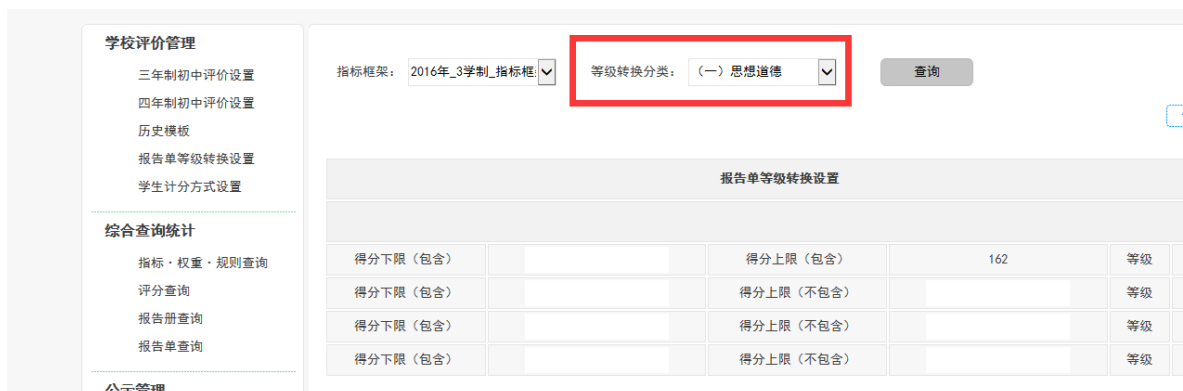 学校评价管理
三年制初中评价设置
四年制初中评价设置
历史模板
报告单等级转换设置
学生计分方式设置
综合查询统计
指标·权重·规则查询
评分查询
报告册查询
报告单查询
公示管理
指标框架: 2016年_3学制_指标框 等级转换分类: (一)思想道德 查询
报告单等级转换设置
得分下限(包含) 得分上限(包含) 162 等级
得分下限(包含) 得分上限(不包含) 等级
得分下限(包含) 得分上限(不包含) 等级
得分下限(包含) 得分上限(不包含) 等级